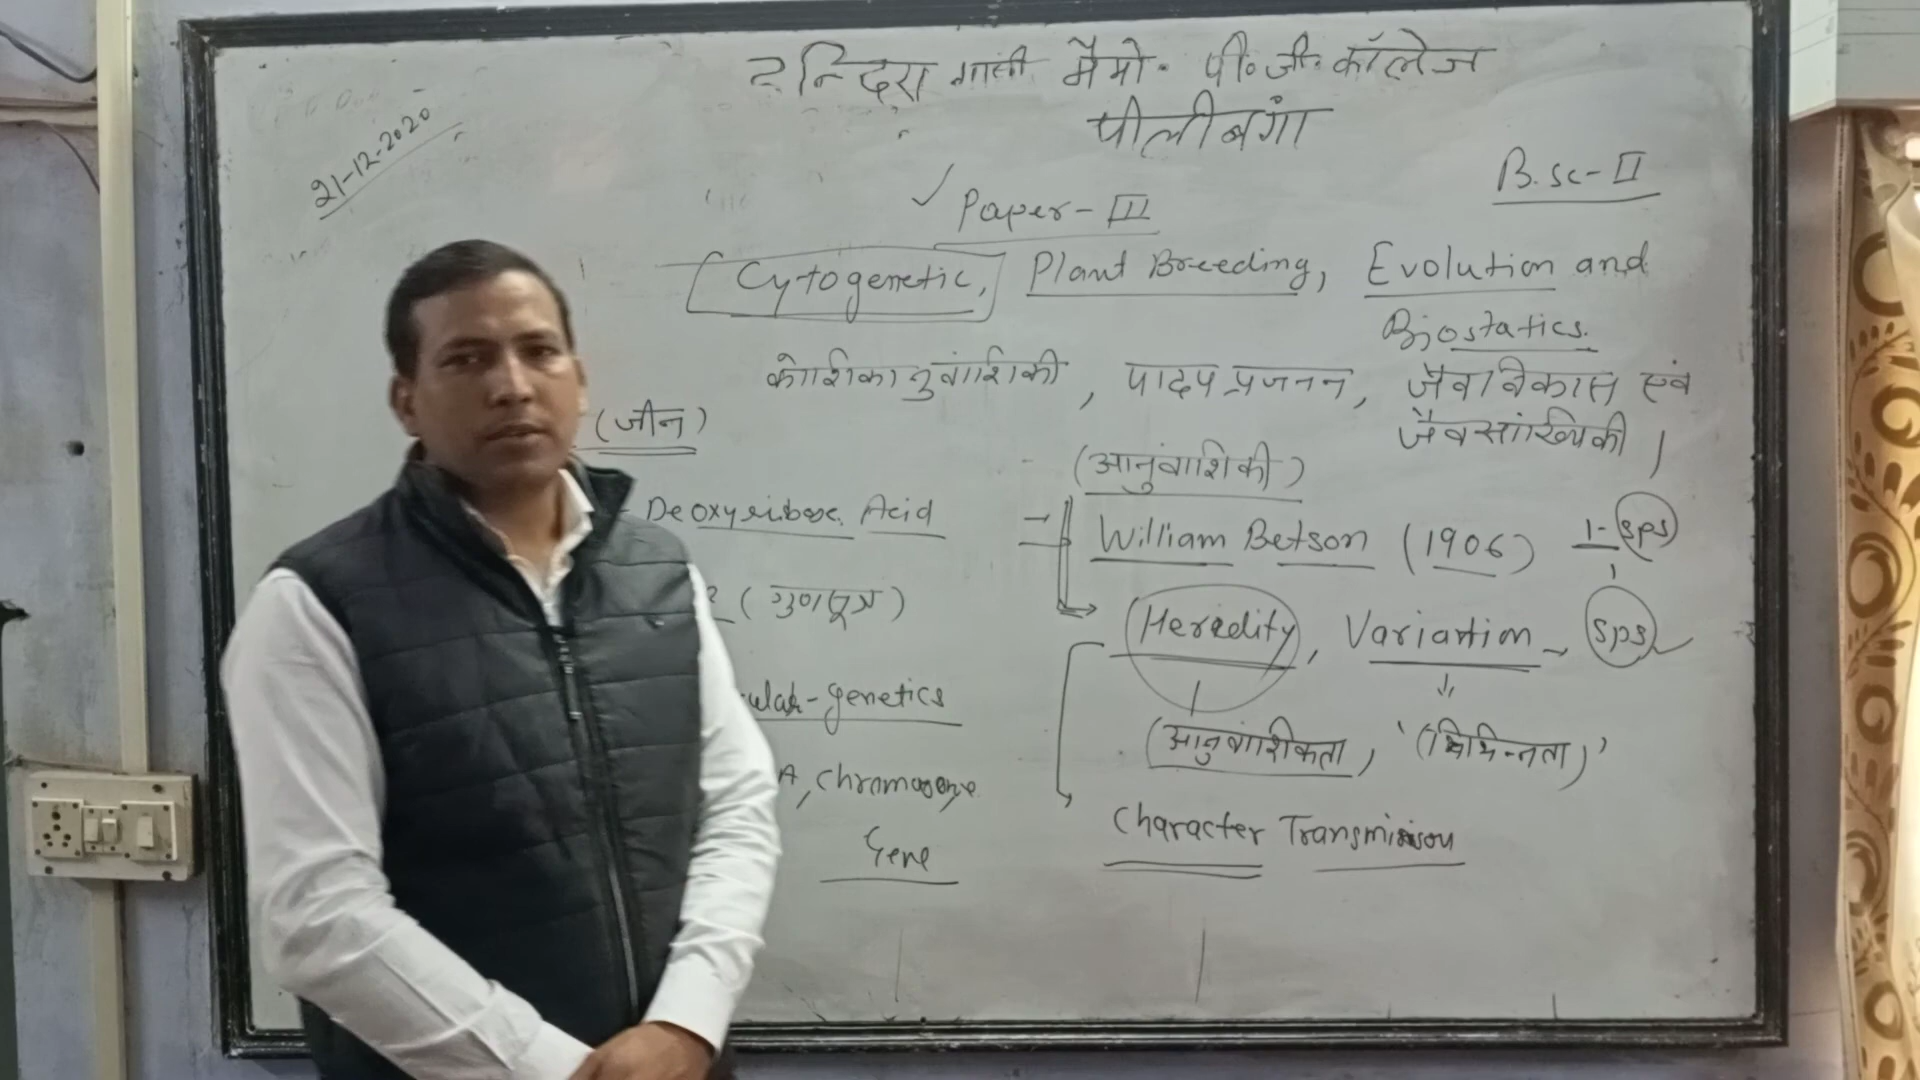 इन्दिरा गांधी मैमो. पी.जी. कॉलेज
पीलीबंगा
21-12-2020
B.sc-II
Paper-III
Cytogenetic, Plant Breeding, Evolution and
Biostatics.
कोशिकानुवांशिकी, पादप प्रजनन, जैव विकास एवं
जैवसांख्यिकी।
(जीन)
(आनुवांशिकी)
Deoxyribose Acid
William Betson (1906) 1-sps
(गुणसूत्र)
(Heredity, Variation sps
-genetics
(आनुवांशिकता, (विभिन्नता)
A, chromosome
Gene
Character Transmission